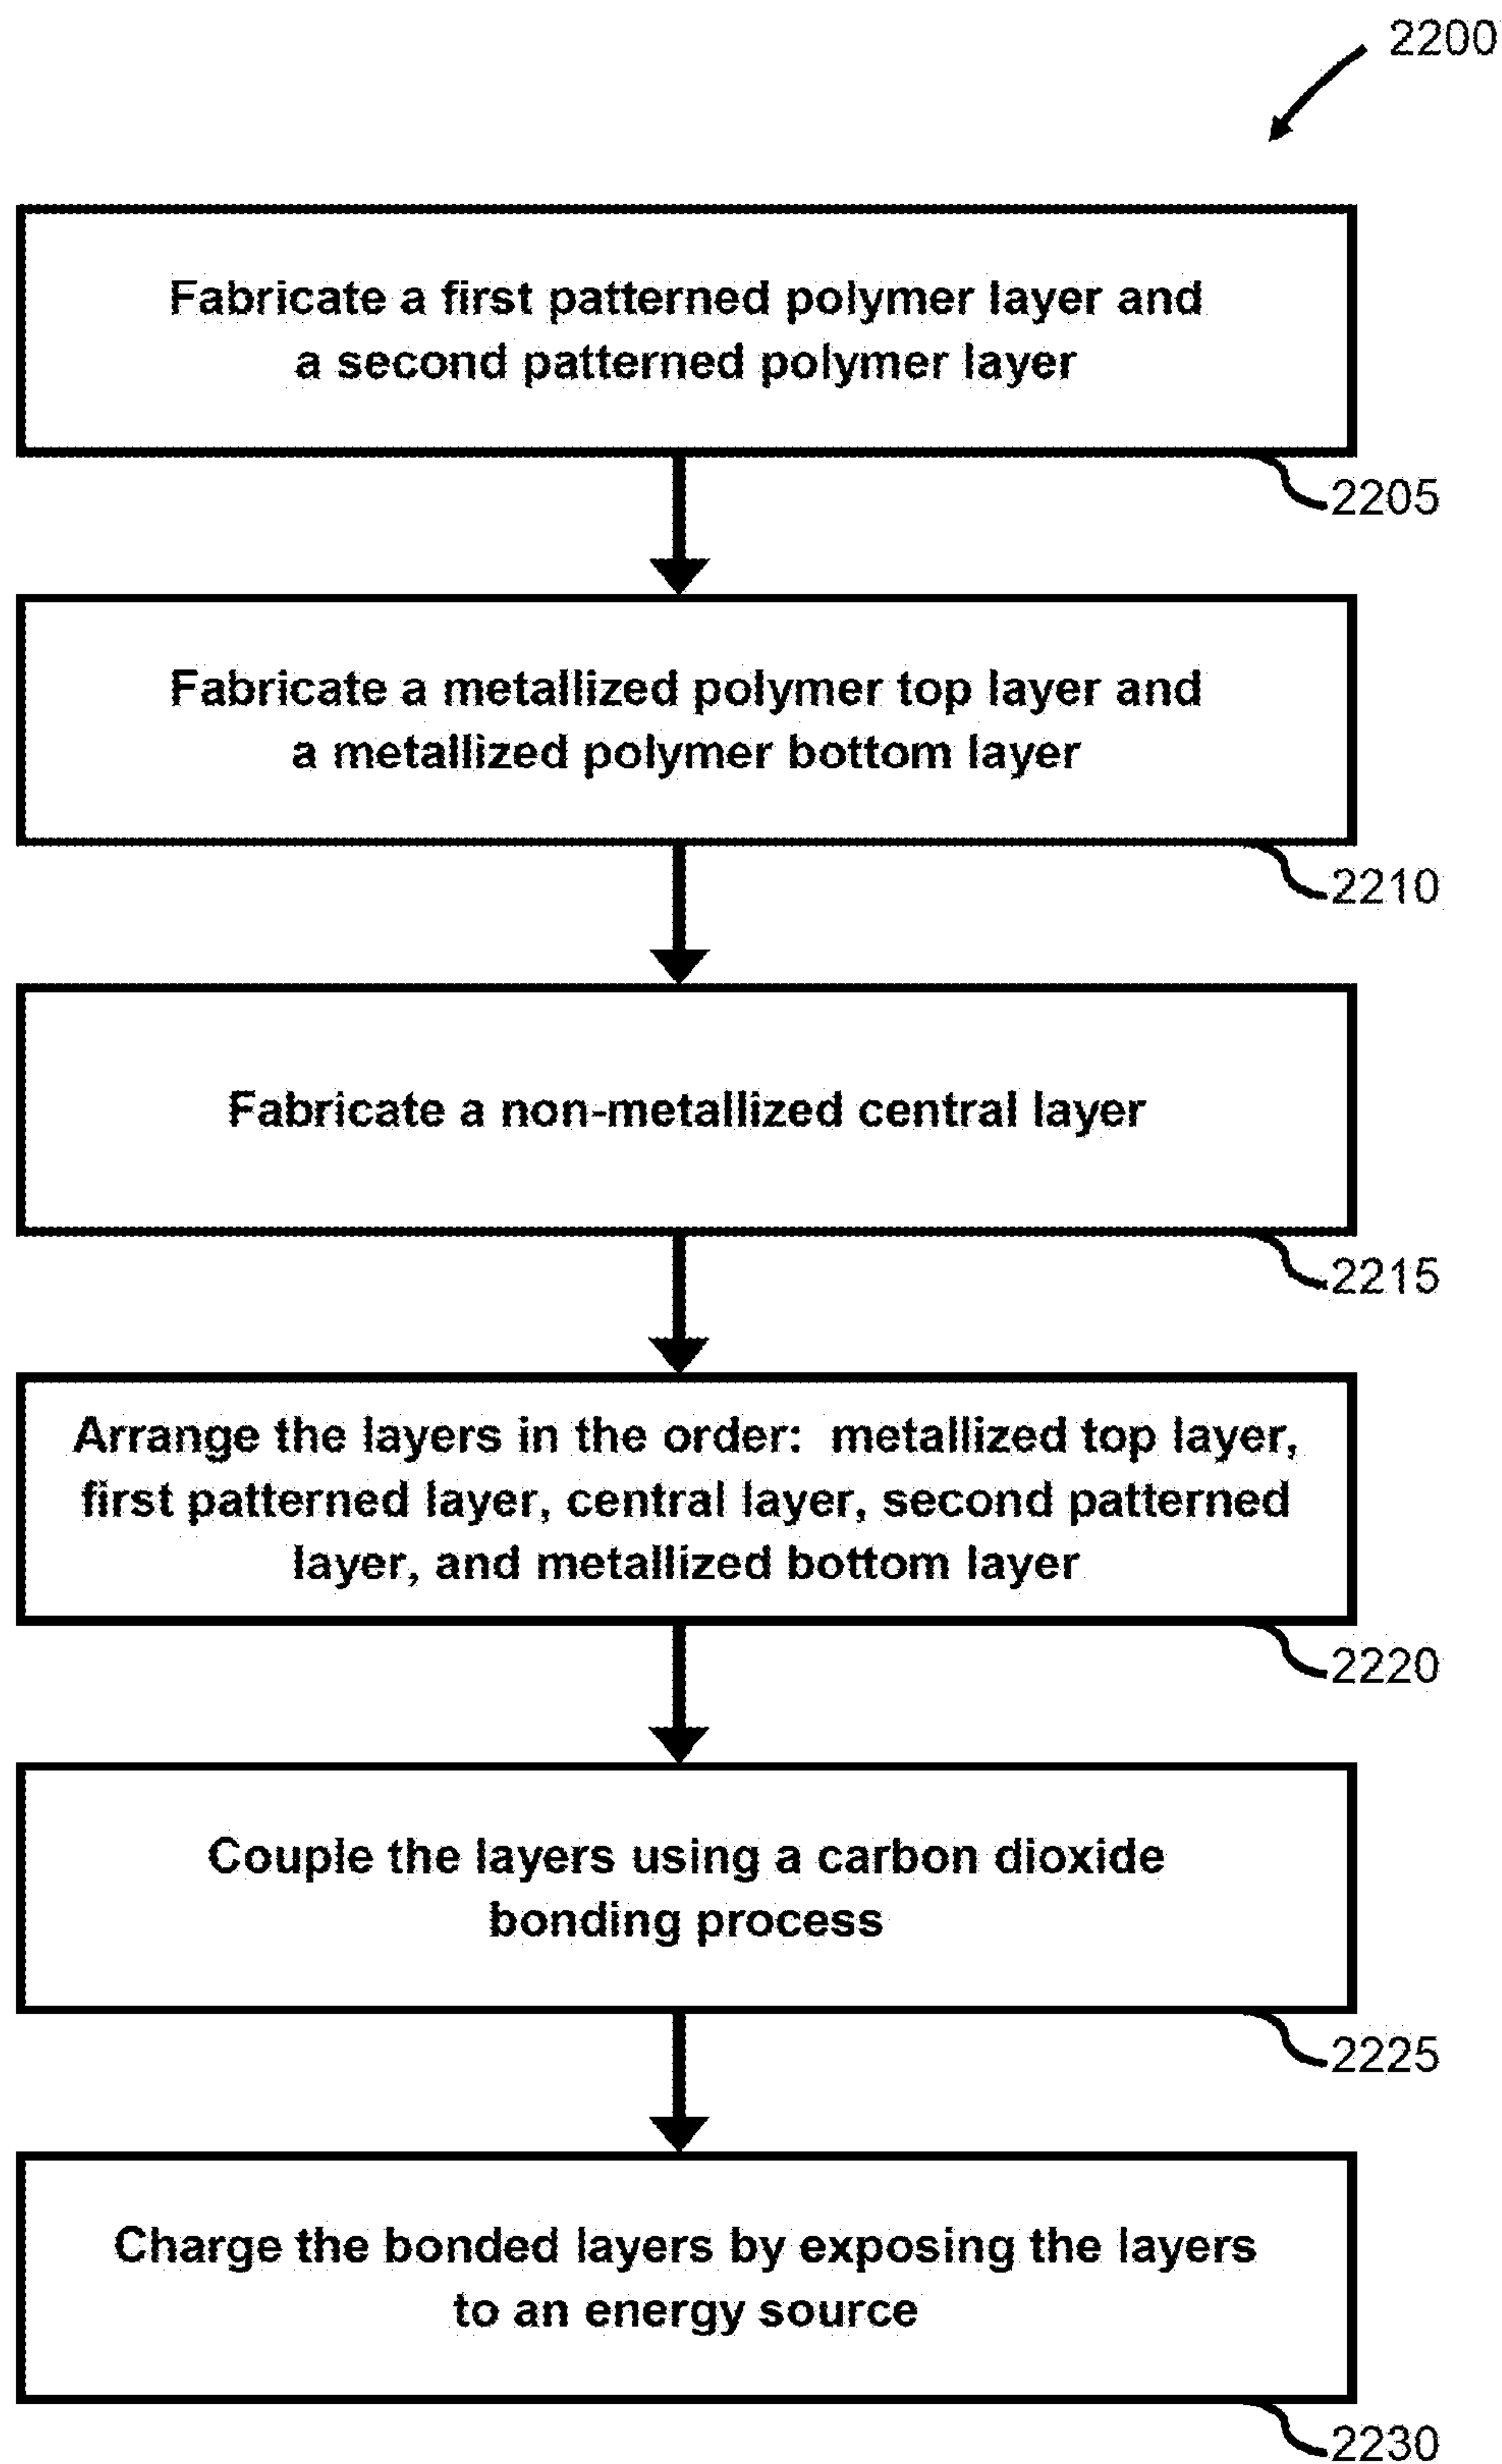 2200
Fabricate a first patterned polymer layer and
a second patterned polymer layer
2205
Fabricate a metallized polymer top layer and
a metallized polymer bottom layer
2210
Fabricate a non-metallized central layer
2215
Arrange the layers in the order:  metallized top layer,
first patterned layer, central layer, second patterned
layer, and metallized bottom layer
2220
Couple the layers using a carbon dioxide
bonding process
2225
Charge the bonded layers by exposing the layers
to an energy source
2230